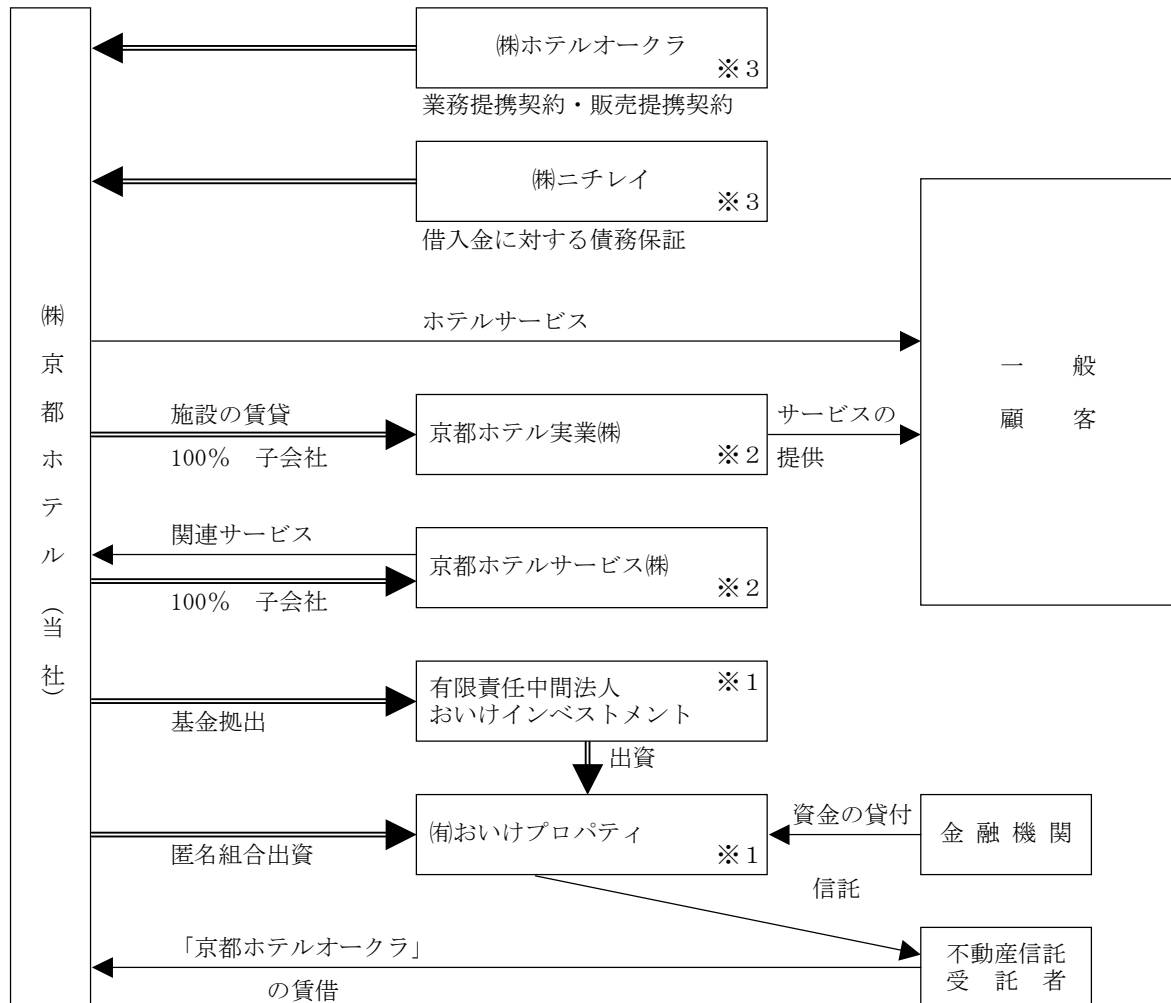 ㈱ホテルオークラ
※3
業務提携契約・販売提携契約
㈱ニチレイ
※3
借入金に対する債務保証
㈱京都ホテル(当社)
ホテルサービス
一般
顧客
施設の賃貸
100% 子会社
京都ホテル実業㈱
※2
サービスの
提供
関連サービス
100% 子会社
京都ホテルサービス㈱
※2
基金拠出
有限責任中間法人
おいけインベストメント
※1
出資
匿名組合出資
㈲おいけプロパティ
※1
資金の貸付
金融機関
信託
「京都ホテルオークラ」
の賃借
不動産信託
受託者